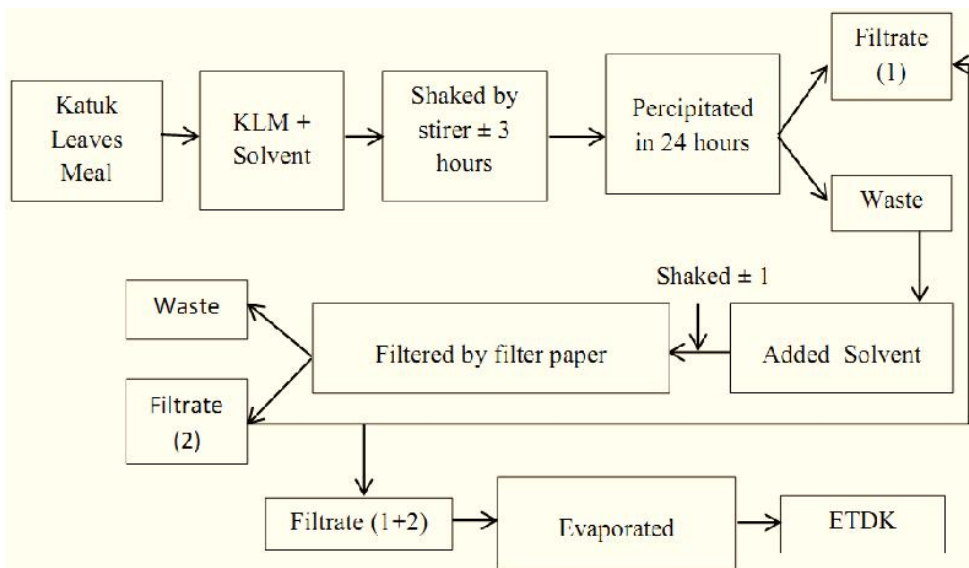 Katuk
Leaves
Meal
KLM +
Solvent
Shaked by
stirer ± 3
hours
Percipitated
in 24 hours
Filtrate
(1)
Waste
Shaked ± 1
Added Solvent
Filtered by filter paper
Waste
Filtrate
(2)
Filtrate (1+2)
Evaporated
ETDK